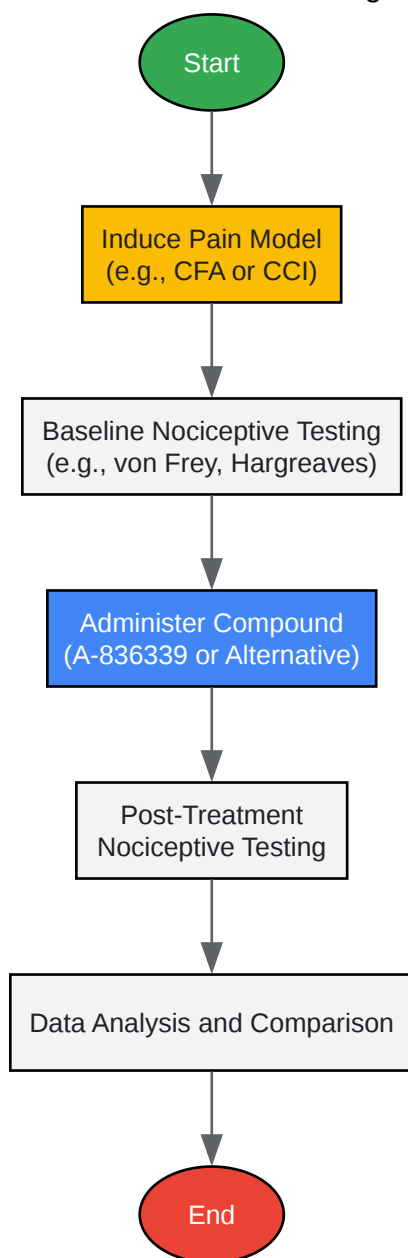 Start
Induce Pain Model
(e.g., CFA or CCI)
Baseline Nociceptive Testing
(e.g., von Frey, Hargreaves)
Administer Compound
(A-836339 or Alternative)
Post-Treatment
Nociceptive Testing
Data Analysis and Comparison
End